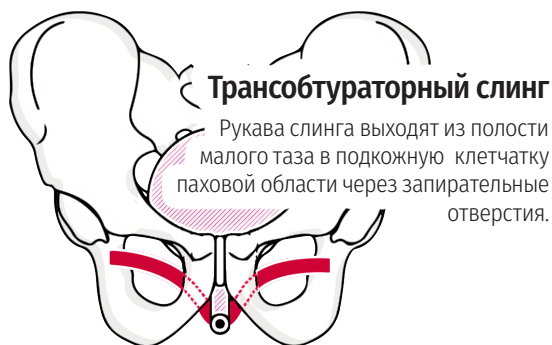 Трансобтураторный слинг
Рукава слинга выходят из полости
малого таза в подкожную клетчатку
паховой области через запирательные
отверстия.